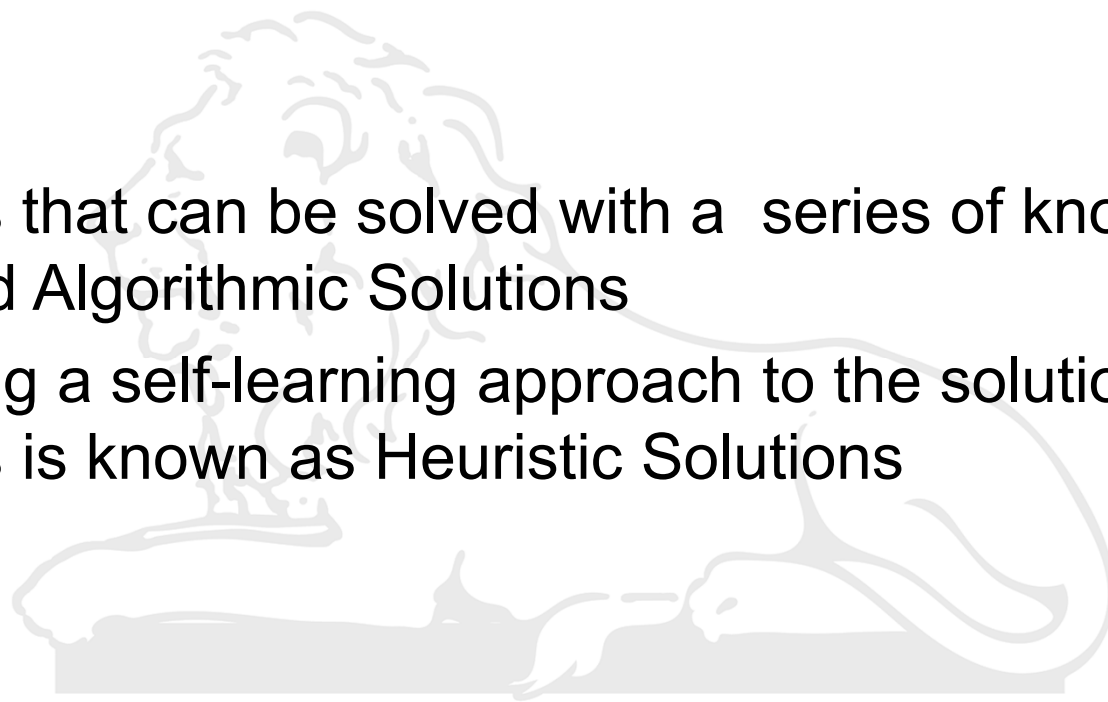 s that can be solved with a  series of kno
d Algorithmic Solutions
ng a self-learning approach to the solutio
s is known as Heuristic Solutions